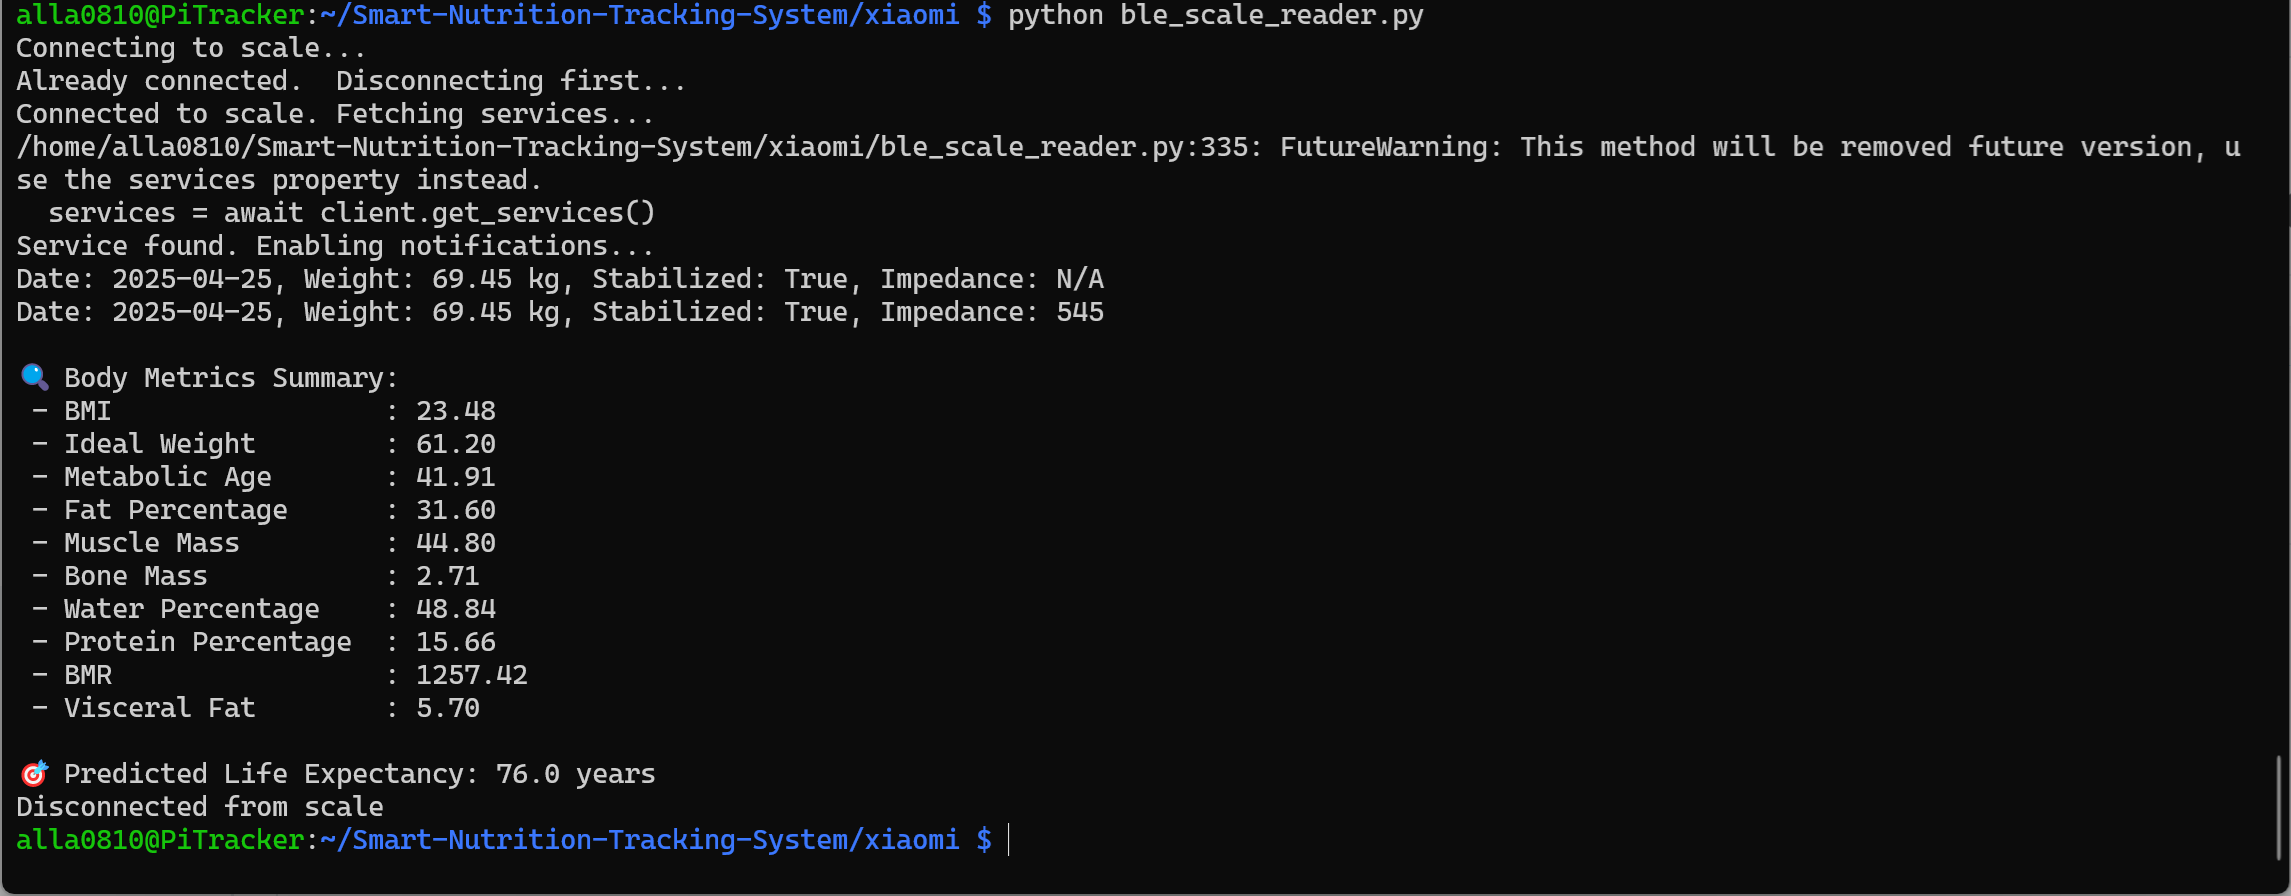 alla0810@PiTracker:~/Smart-Nutrition-Tracking-System/xiaomi $ python ble_scale_reader.py
Connecting to scale...
Already connected.  Disconnecting first...
Connected to scale. Fetching services...
/home/alla0810/Smart-Nutrition-Tracking-System/xiaomi/ble_scale_reader.py:335: FutureWarning: This method will be removed future version, u
se the services property instead.
  services = await client.get_services()
Service found. Enabling notifications...
Date: 2025-04-25, Weight: 69.45 kg, Stabilized: True, Impedance: N/A
Date: 2025-04-25, Weight: 69.45 kg, Stabilized: True, Impedance: 545
🔍 Body Metrics Summary:
 - BMI                 : 23.48
 - Ideal Weight        : 61.20
 - Metabolic Age       : 41.91
 - Fat Percentage      : 31.60
 - Muscle Mass         : 44.80
 - Bone Mass           : 2.71
 - Water Percentage    : 48.84
 - Protein Percentage  : 15.66
 - BMR                 : 1257.42
 - Visceral Fat        : 5.70
🎯 Predicted Life Expectancy: 76.0 years
Disconnected from scale
alla0810@PiTracker:~/Smart-Nutrition-Tracking-System/xiaomi $